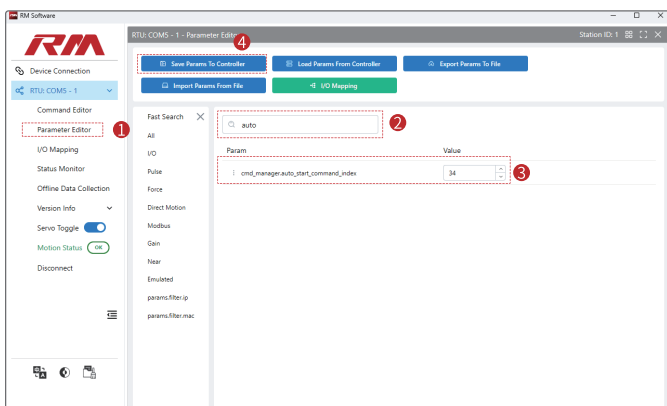 RM Software
RM
Device Connection
RTU: COM5 - 1
Command Editor
Parameter Editor
1
I/O Mapping
Status Monitor
Offline Data Collection
Version Info
Servo Toggle
Motion Status OK
Disconnect
RTU: COM5 - 1 - Parameter Editor
4
Station ID: 1
Save Params To Controller
Load Params From Controller
Export Params To File
Import Params From File
I/O Mapping
Fast Search
All
I/O
Pulse
Force
Direct Motion
Modbus
Gain
Near
Emulated
params.filter.ip
params.filter.mac
auto
2
Param Value
cmd_manager.auto_start_command_index 34
3